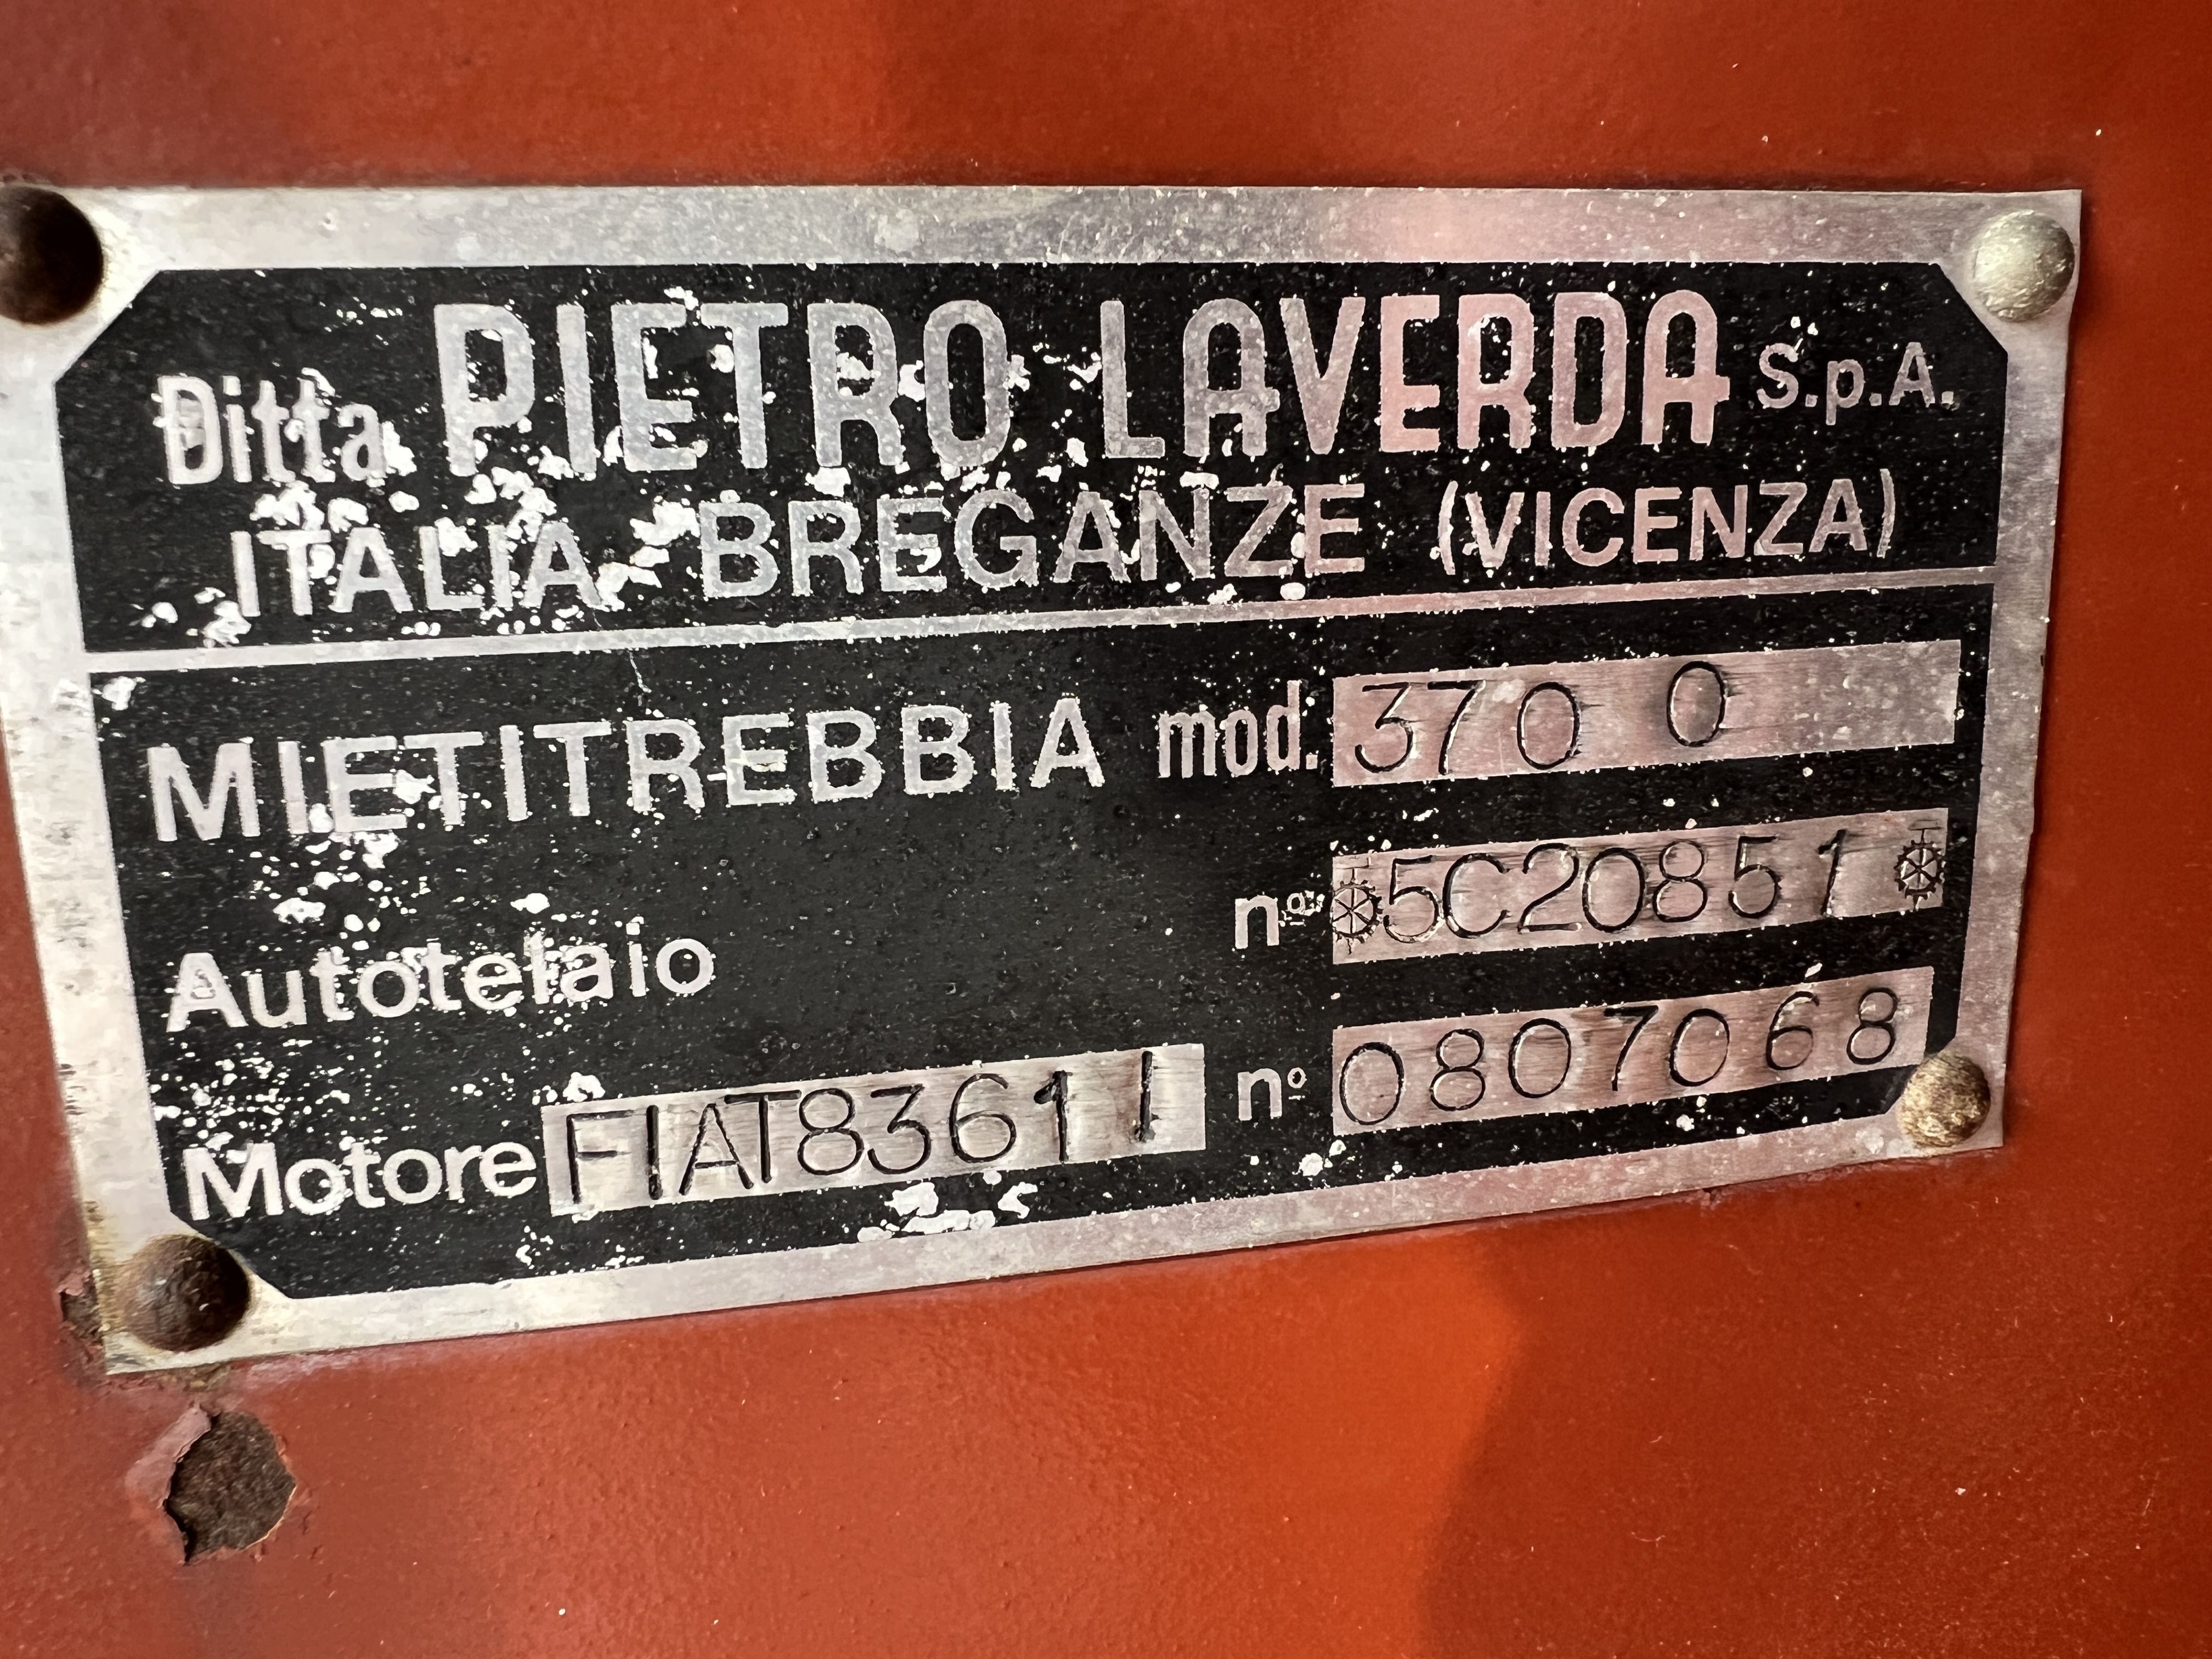 Ditta PIETRO LAVERDA S.p.A.
ITALIA BREGANZE (VICENZA)
MIETITREBBIA mod. 370 0
Autotelaio nº 5C20851
Motore FIAT8361 I nº 0807068